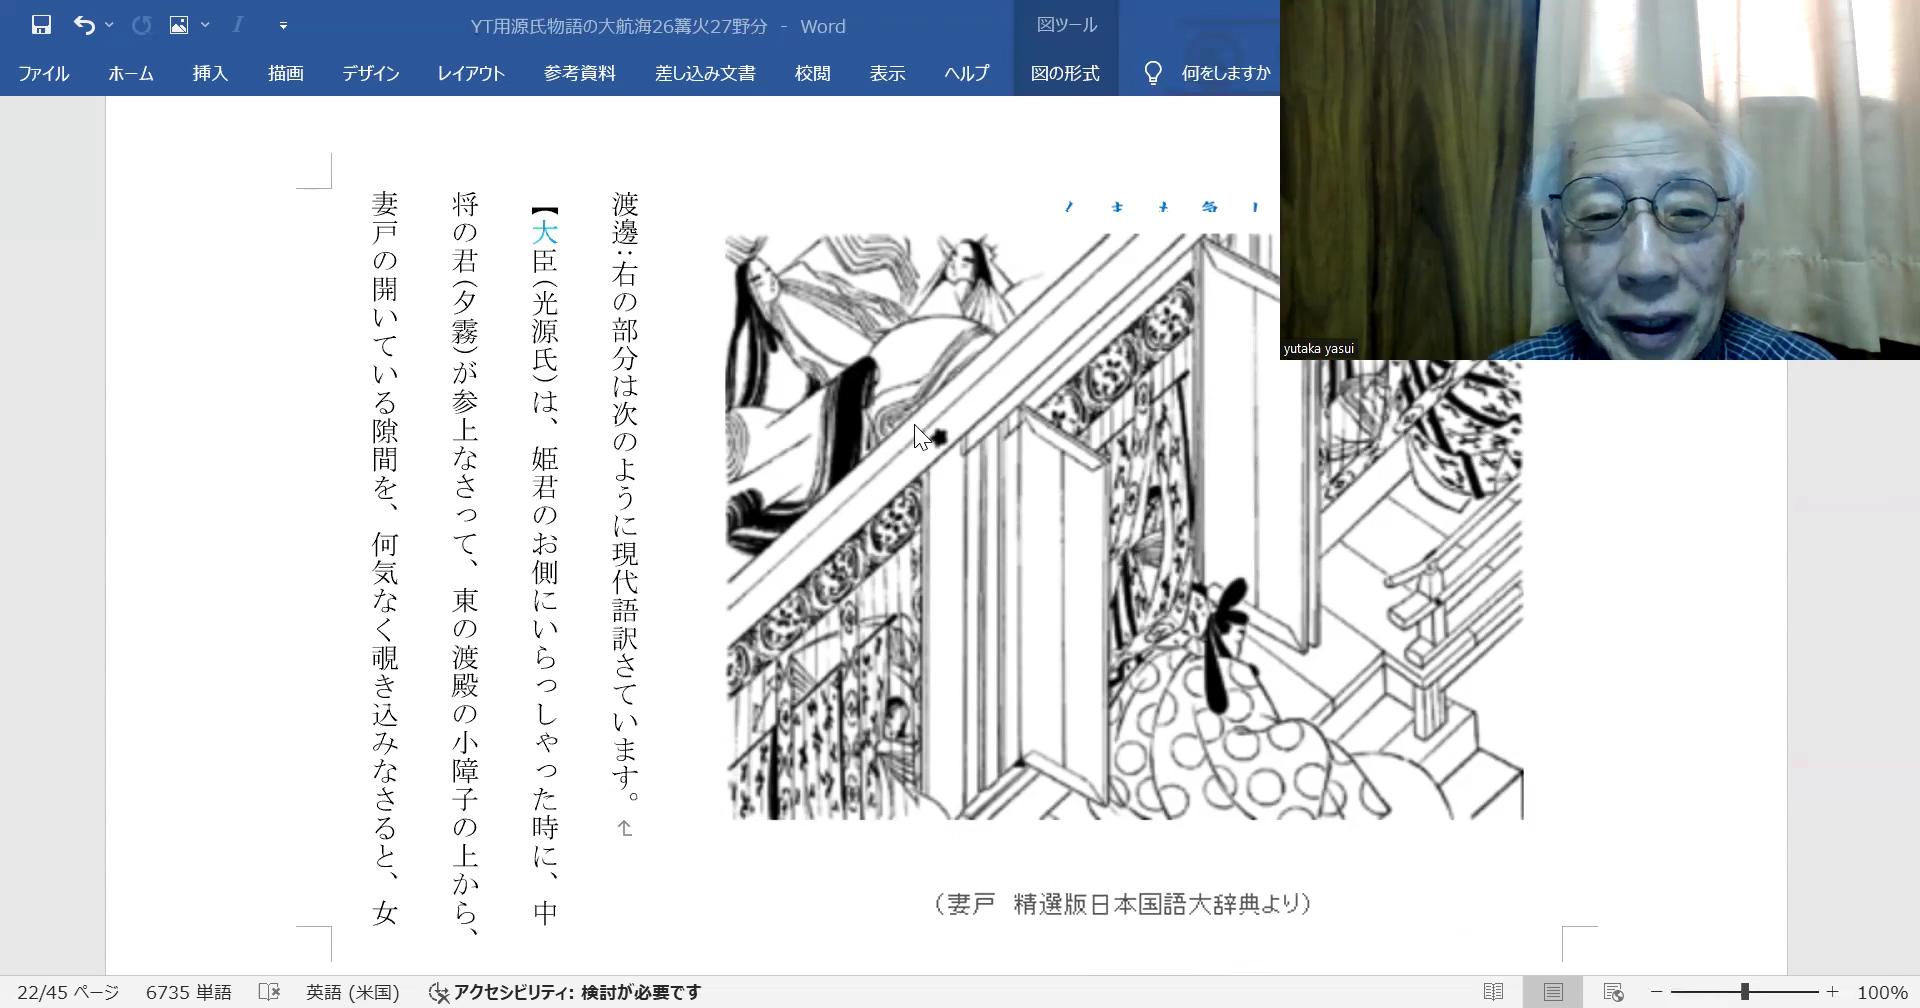 YT用源氏物語の大航海26篝火27野分 - Word
図ツール
ファイル ホーム 挿入 描画 デザイン レイアウト 参考資料 差し込み文書 校閲 表示 ヘルプ 図の形式 何をしますか
yutaka yasui
渡邊:右の部分は次のように現代語訳さています。
【大臣(光源氏)は、姫君のお側にいらっしゃった時に、中
将の君(夕霧)が参上なさって、東の渡殿の小障子の上から、
妻戸の開いている隙間を、何気なく覗き込みなさると、女
(妻戸 精選版日本国語大辞典より)
22/45 ページ 6735 単語 英語 (米国) アクセシビリティ: 検討が必要です 100%